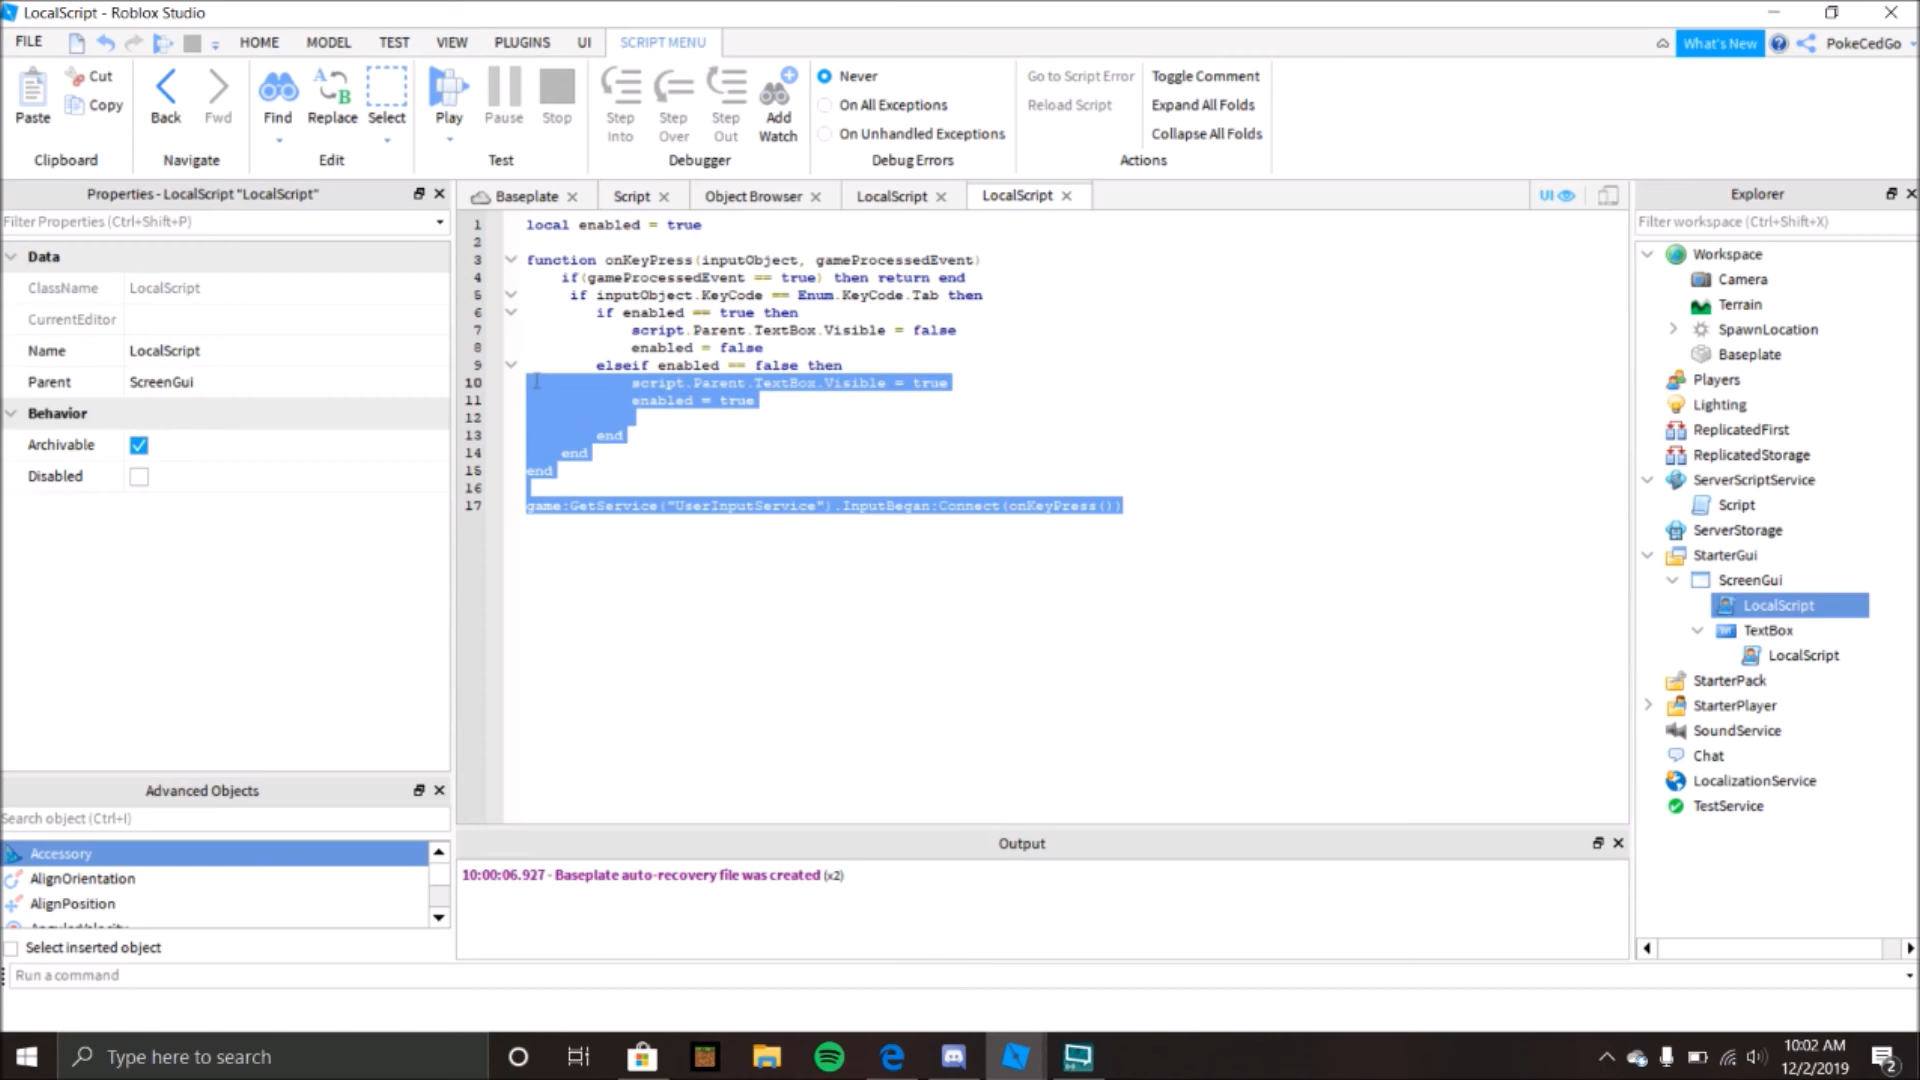 LocalScript - Roblox Studio
FILE HOME MODEL TEST VIEW PLUGINS UI SCRIPT MENU What's New PokeCedGo
Paste Cut Copy
Clipboard
Back Fwd
Navigate
Find Replace Select
Edit
Play Pause Stop
Test
Step Into Step Over Step Out Add Watch
Debugger
Never
On All Exceptions
On Unhandled Exceptions
Debug Errors
Go to Script Error
Reload Script
Toggle Comment
Expand All Folds
Collapse All Folds
Actions
Properties - LocalScript "LocalScript"
Filter Properties (Ctrl+Shift+P)
Data
ClassName LocalScript
CurrentEditor
Name LocalScript
Parent ScreenGui
Behavior
Archivable
Disabled
Advanced Objects
Search object (Ctrl+I)
Accessory
AlignOrientation
AlignPosition
AngularVelocity
Select inserted object
Run a command
Baseplate Script Object Browser LocalScript LocalScript UI
1 local enabled = true
2
3 function onKeyPress(inputObject, gameProcessedEvent)
4 if(gameProcessedEvent == true) then return end
5 if inputObject.KeyCode == Enum.KeyCode.Tab then
6 if enabled == true then
7 script.Parent.TextBox.Visible = false
8 enabled = false
9 elseif enabled == false then
10 script.Parent.TextBox.Visible = true
11 enabled = true
12
13 end
14 end
15 end
16
17 game:GetService("UserInputService").InputBegan:Connect(onKeyPress())
Output
10:00:06.927 - Baseplate auto-recovery file was created (x2)
Explorer
Filter workspace (Ctrl+Shift+X)
Workspace
Camera
Terrain
SpawnLocation
Baseplate
Players
Lighting
ReplicatedFirst
ReplicatedStorage
ServerScriptService
Script
ServerStorage
StarterGui
ScreenGui
LocalScript
TextBox
LocalScript
StarterPack
StarterPlayer
SoundService
Chat
LocalizationService
TestService
Type here to search
10:02 AM
12/2/2019
2